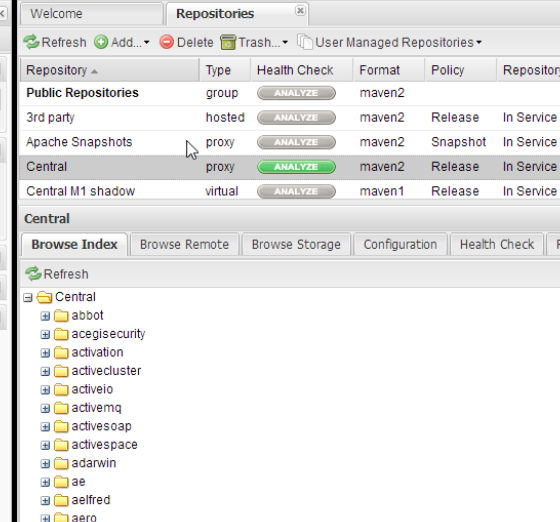 Welcome Repositories
Refresh Add... Delete Trash... User Managed Repositories
Repository Type Health Check Format Policy Repository
Public Repositories group ANALYZE maven2
3rd party hosted ANALYZE maven2 Release In Service
Apache Snapshots proxy ANALYZE maven2 Snapshot In Service
Central proxy ANALYZE maven2 Release In Service
Central M1 shadow virtual ANALYZE maven1 Release In Service
Central
Browse Index Browse Remote Browse Storage Configuration Health Check
Refresh
Central
abbot
acegisecurity
activation
activecluster
activeio
activemq
activesoap
activespace
adarwin
ae
aelfred
aero